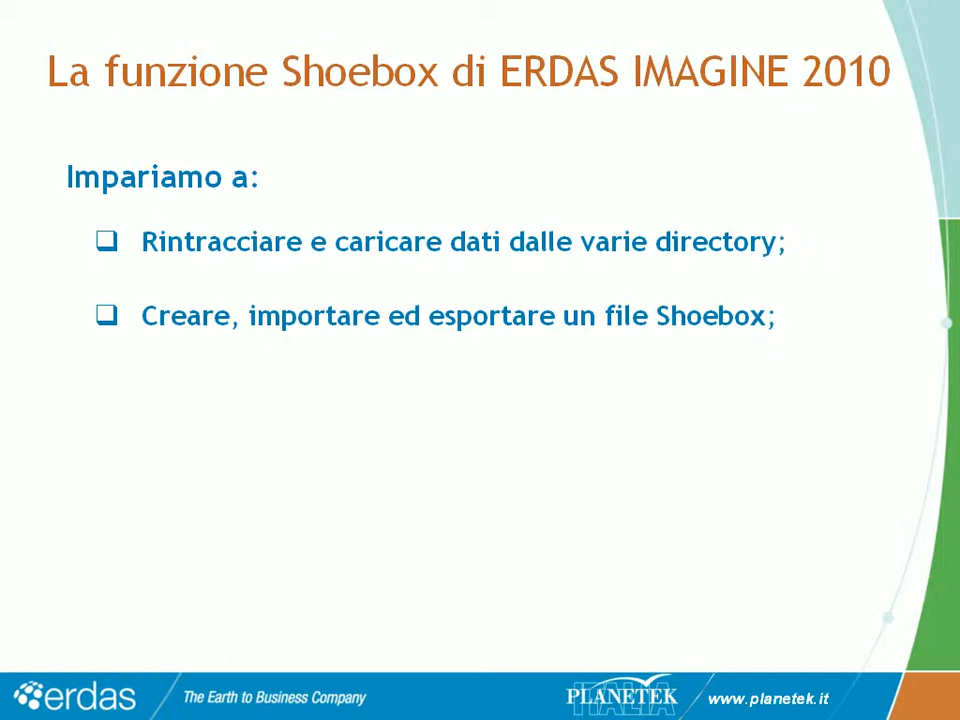 La funzione Shoebox di ERDAS IMAGINE 2010
Impariamo a:
Rintracciare e caricare dati dalle varie directory;
Creare, importare ed esportare un file Shoebox;
erdas
The Earth to Business Company
PLANETEK
ITALIA
www.planetek.it